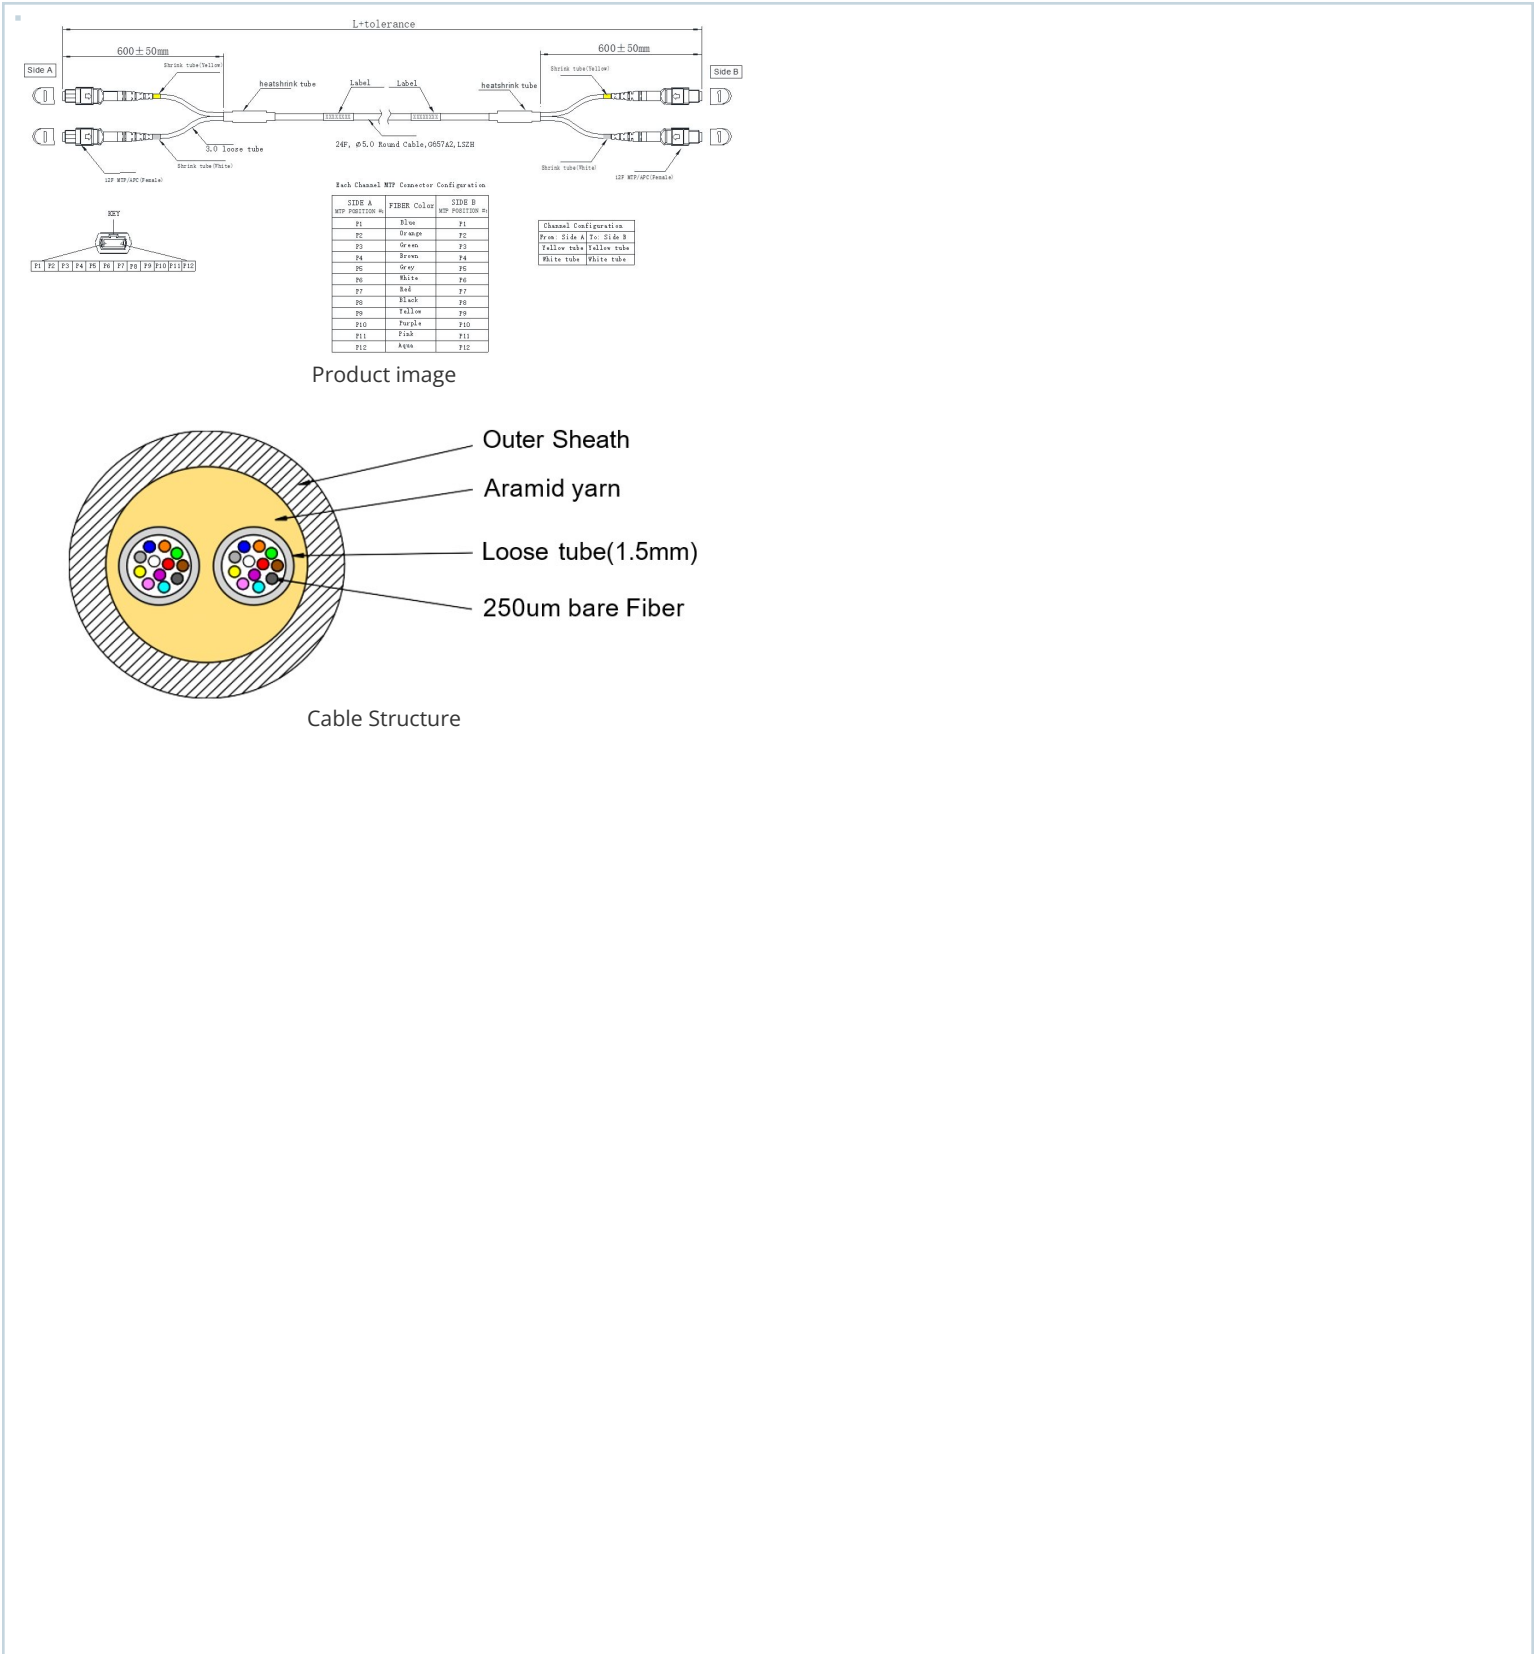 L+tolerance
600±50mm
600±50mm
Side A
Shrink tube(Yellow)
heatshrink tube
Label
Label
heatshrink tube
Shrink tube(Yellow)
Side B
3.0 loose tube
24F, Ø5.0 Round Cable,G657A2,LSZH
Shrink tube(White)
Shrink tube(White)
12F MTP/APC(Female)
12F MTP/APC(Female)
Each Channel MTP Connector Configuration
SIDE A FIBER Color SIDE B
MTP POSITION #: MTP POSITION #:
P1 Blue P1
P2 Orange P2
P3 Green P3
P4 Brown P4
P5 Grey P5
P6 White P6
P7 Red P7
P8 Black P8
P9 Yellow P9
P10 Purple P10
P11 Pink P11
P12 Aqua P12
KEY
P1 P2 P3 P4 P5 P6 P7 P8 P9 P10 P11 P12
Channel Configuration
From: Side A To: Side B
Yellow tube Yellow tube
White tube White tube
Product image
Outer Sheath
Aramid yarn
Loose tube(1.5mm)
250um bare Fiber
Cable Structure